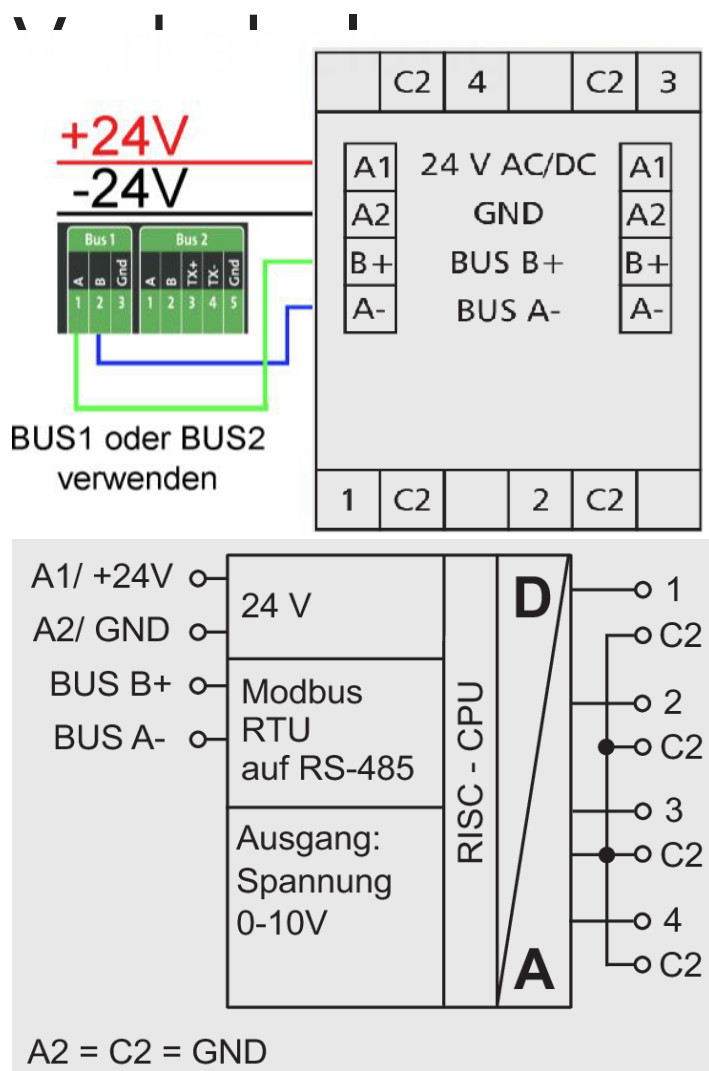 C2 4 C2 3
+24V
-24V
A1 24 V AC/DC A1
A2 GND A2
B+ BUS B+ B+
A- BUS A- A-
Bus 1 Bus 2
A B Gnd A B TX+ TX- Gnd
1 2 3 1 2 3 4 5
BUS1 oder BUS2
verwenden
1 C2 2 C2
A1/ +24V
A2/ GND
BUS B+
BUS A-
24 V
Modbus
RTU
auf RS-485
Ausgang:
Spannung
0-10V
RISC - CPU
D
A
1
C2
2
C2
3
C2
4
C2
A2 = C2 = GND